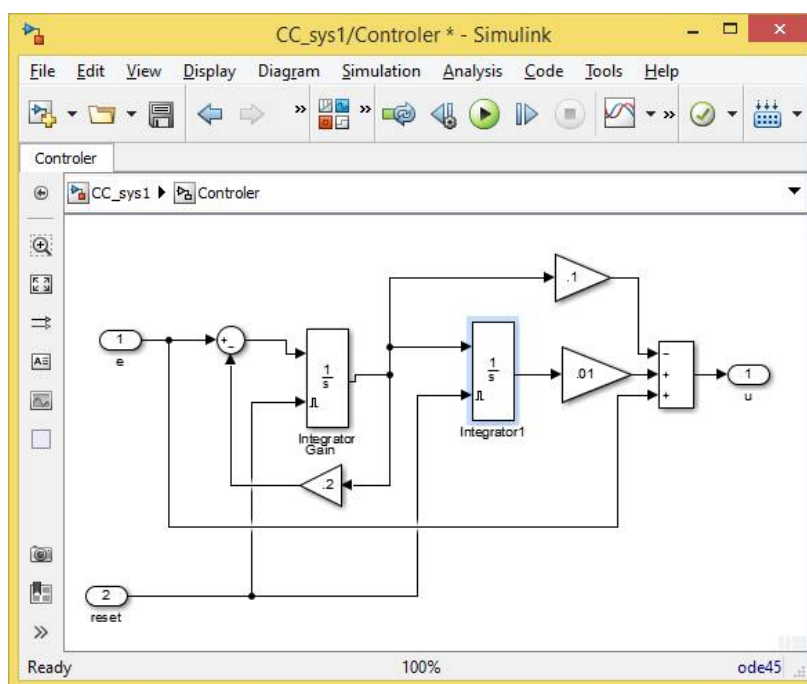 CC_sys1/Controler * - Simulink
File Edit View Display Diagram Simulation Analysis Code Tools Help
Controler
CC_sys1 Controler
.1
1
e
+
-
1
s
Integrator
Gain
1
s
Integrator1
.01
-
+
+
1
u
.2
2
reset
Ready 100% ode45